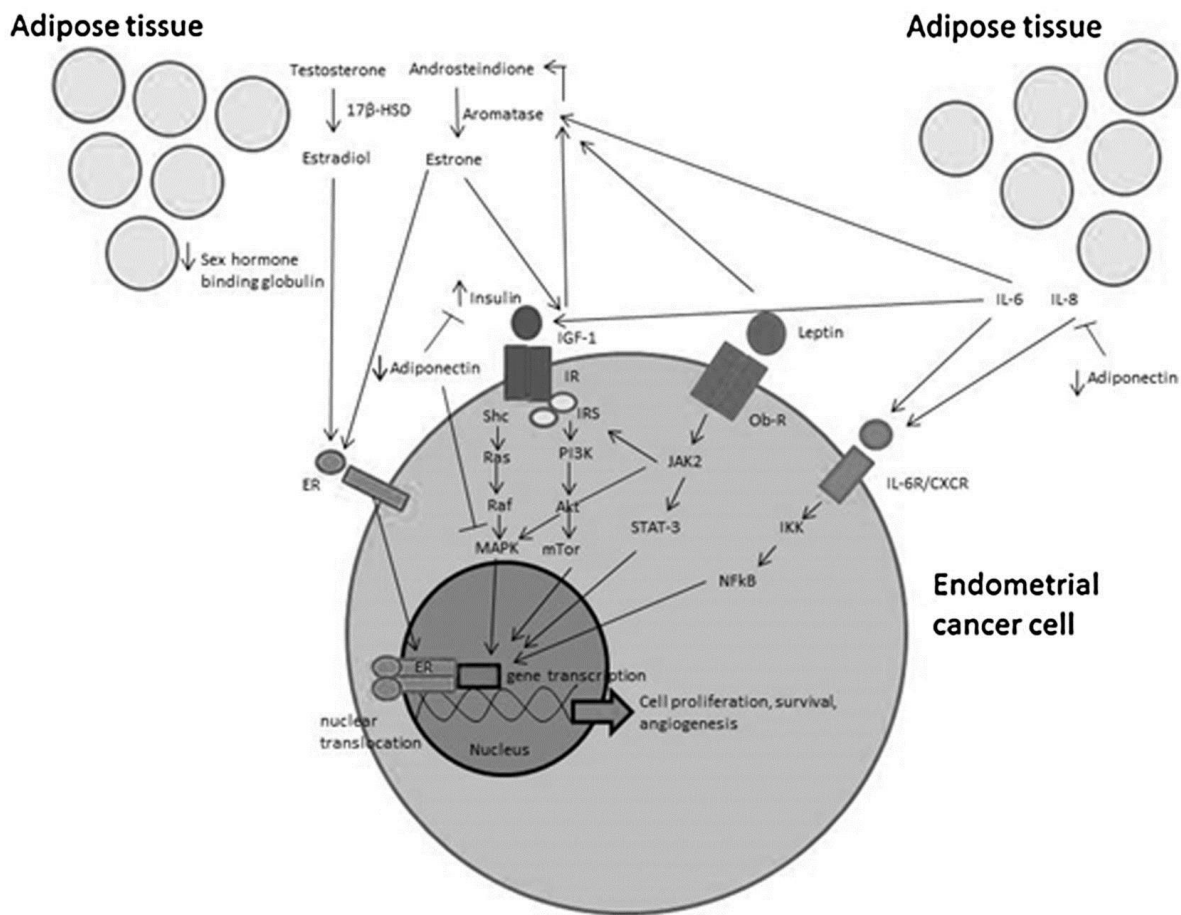 Adipose tissue
Adipose tissue
Testosterone
Androsteindione
17β-HSD
Aromatase
Estradiol
Estrone
Sex hormone
binding globulin
Insulin
IGF-1
IL-6
IL-8
Leptin
Adiponectin
Adiponectin
IR
Shc
IRS
Ob-R
Ras
PI3K
JAK2
ER
IL-6R/CXCR
Raf
Akt
STAT-3
IKK
MAPK
mTor
NFkB
Endometrial
cancer cell
ER
gene transcription
Cell proliferation, survival,
angiogenesis
nuclear
translocation
Nucleus